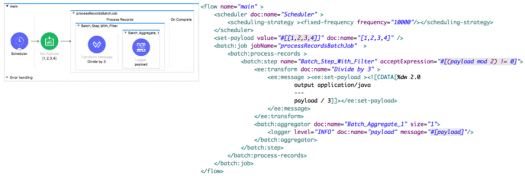 main
processRecordsBatchJob
Process Records
On Complete
Batch_Step_With_Filter
Batch_Aggregate_1
Scheduler
[1,2,3,4]
Divide by 3
Logger
payload
Error handling
<flow name="main" >
<scheduler doc:name="Scheduler" >
<scheduling-strategy ><fixed-frequency frequency="10000"/></scheduling-strategy>
</scheduler>
<set-payload value="#[[1,2,3,4]]" doc:name="[1,2,3,4]" />
<batch:job jobName="processRecordsBatchJob" >
<batch:process-records >
<batch:step name="Batch_Step_With_Filter" acceptExpression="#[(payload mod 2) != 0]">
<ee:transform doc:name="Divide by 3" >
<ee:message ><ee:set-payload ><![CDATA[%dw 2.0
output application/java
---
payload / 3]]></ee:set-payload>
</ee:message>
</ee:transform>
<batch:aggregator doc:name="Batch_Aggregate_1" size="1">
<logger level="INFO" doc:name="payload" message="#[payload]"/>
</batch:aggregator>
</batch:step>
</batch:process-records>
</batch:job>
</flow>